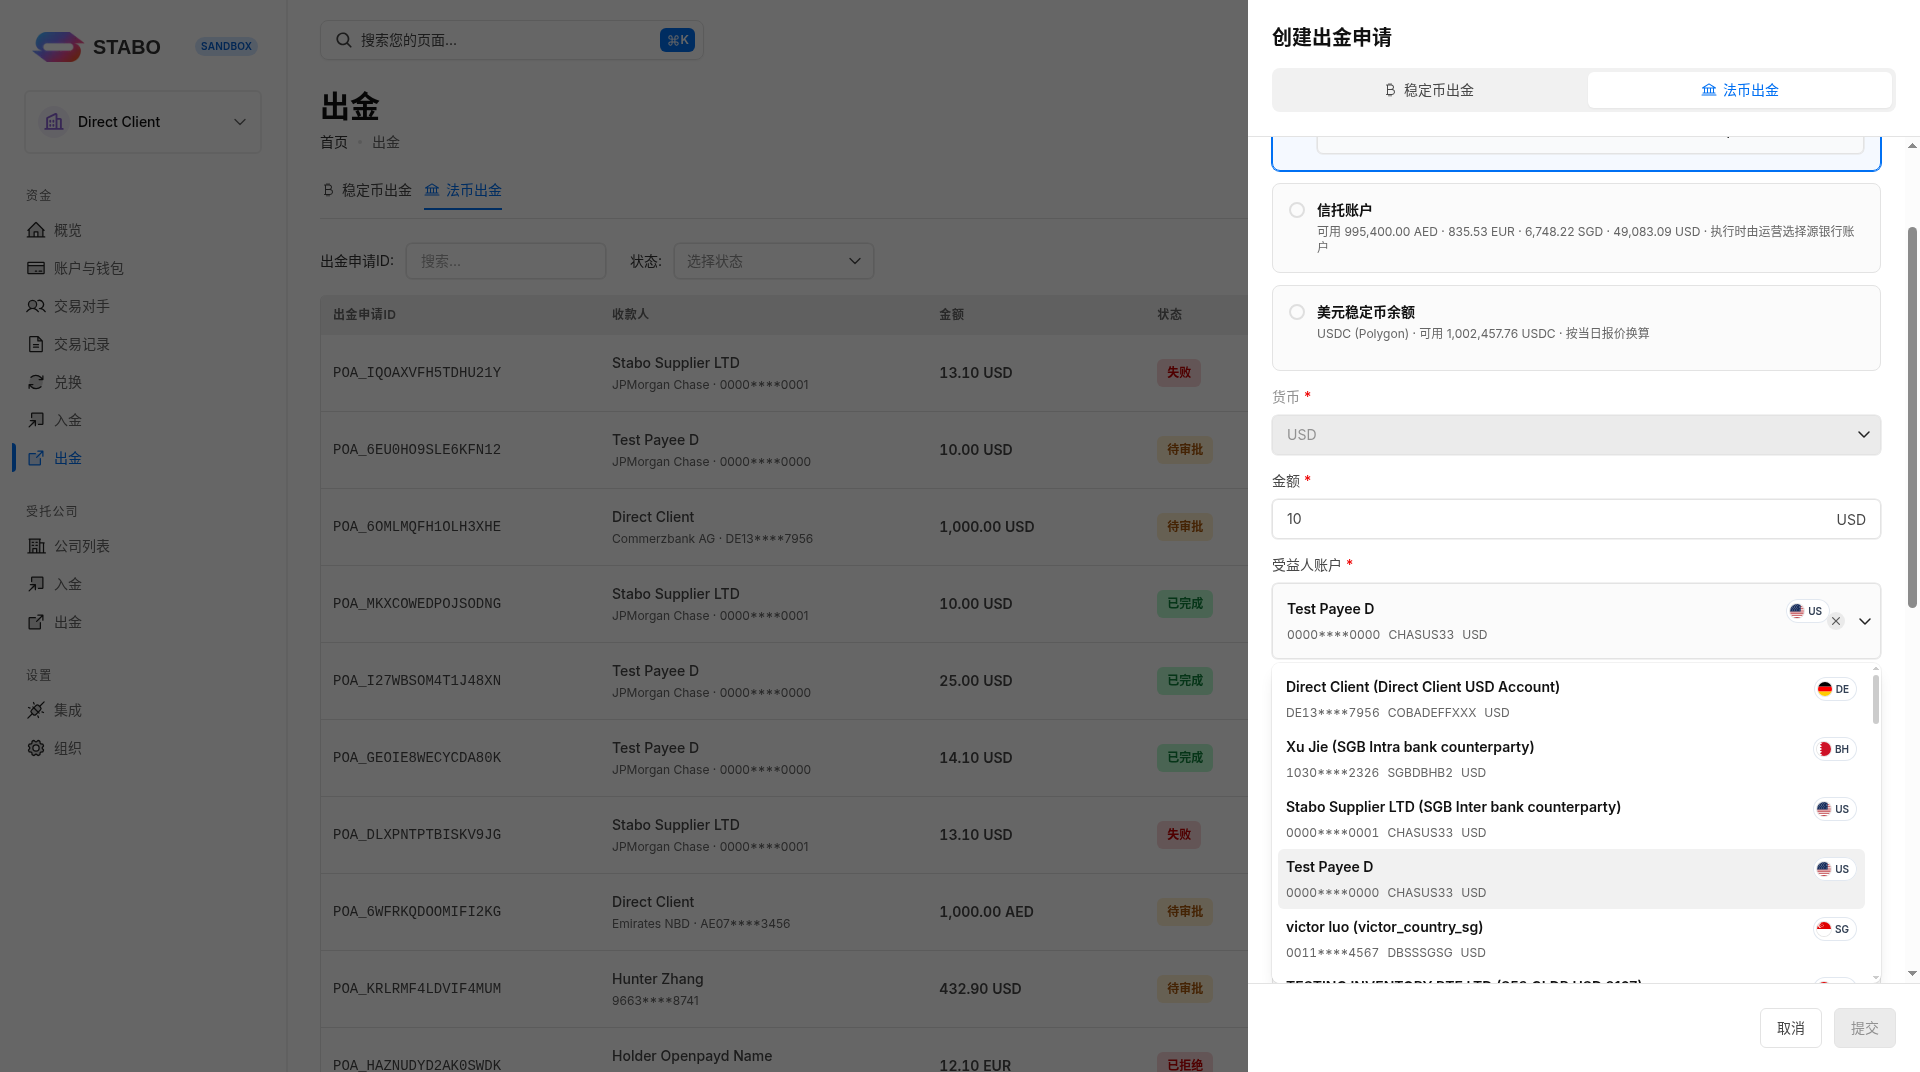 STABO
SANDBOX
Direct Client
资金
概览
账户与钱包
交易对手
交易记录
兑换
入金
出金
受托公司
公司列表
入金
出金
设置
集成
组织
搜索您的页面...
⌘K
出金
首页 • 出金
稳定币出金
法币出金
出金申请ID: 搜索... 状态: 选择状态
出金申请ID 收款人 金额 状态
POA_IQOAXVFH5TDHU21Y Stabo Supplier LTD 13.10 USD 失败
JPMorgan Chase · 0000****0001
POA_6EU0HO9SLE6KFN12 Test Payee D 10.00 USD 待审批
JPMorgan Chase · 0000****0000
POA_6OMLMQFH1OLH3XHE Direct Client 1,000.00 USD 待审批
Commerzbank AG · DE13****7956
POA_MKXCOWEDPOJSODNG Stabo Supplier LTD 10.00 USD 已完成
JPMorgan Chase · 0000****0001
POA_I27WBSOM4T1J48XN Test Payee D 25.00 USD 已完成
JPMorgan Chase · 0000****0000
POA_GEOIE8WECYCDA80K Test Payee D 14.10 USD 已完成
JPMorgan Chase · 0000****0000
POA_DLXPNTPTBISKV9JG Stabo Supplier LTD 13.10 USD 失败
JPMorgan Chase · 0000****0001
POA_6WFRKQDOOMIFI2KG Direct Client 1,000.00 AED 待审批
Emirates NBD · AE07****3456
POA_KRLRMF4LDVIF4MUM Hunter Zhang 432.90 USD 待审批
9663****8741
POA_HAZNUDYD2AK0SWDK Holder Openpayd Name 12.10 EUR 已拒绝
创建出金申请
稳定币出金
法币出金
信托账户
可用 995,400.00 AED · 835.53 EUR · 6,748.22 SGD · 49,083.09 USD · 执行时由运营选择源银行账
户
美元稳定币余额
USDC (Polygon) · 可用 1,002,457.76 USDC · 按当日报价换算
货币 *
USD
金额 *
10 USD
受益人账户 *
Test Payee D US
0000****0000 CHASUS33 USD
Direct Client (Direct Client USD Account) DE
DE13****7956 COBADEFFXXX USD
Xu Jie (SGB Intra bank counterparty) BH
1030****2326 SGBDBHB2 USD
Stabo Supplier LTD (SGB Inter bank counterparty) US
0000****0001 CHASUS33 USD
Test Payee D US
0000****0000 CHASUS33 USD
victor luo (victor_country_sg) SG
0011****4567 DBSSSGSG USD
取消
提交